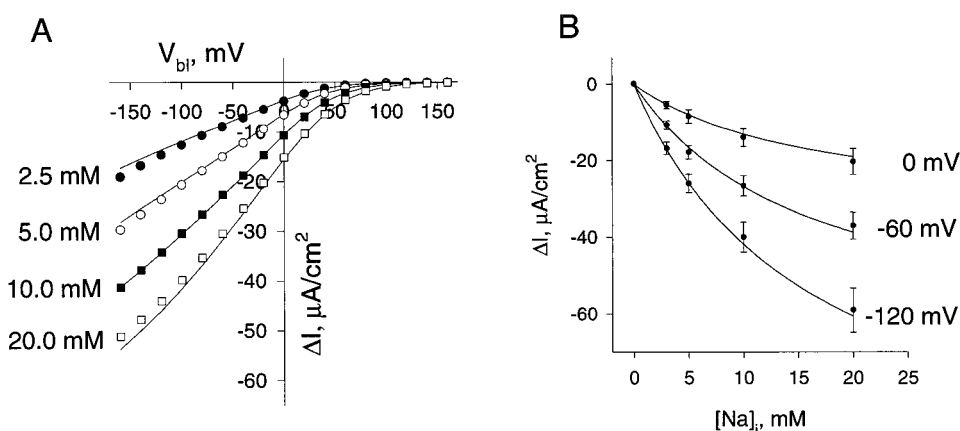 A
V_bl, mV
-150 -100 -50 50 100 150
-10
-20
-30
-40
-50
-60
ΔI, μA/cm²
2.5 mM
5.0 mM
10.0 mM
20.0 mM
B
0
-20
-40
-60
ΔI, μA/cm²
0 mV
-60 mV
-120 mV
0 5 10 15 20 25
[Na]i, mM